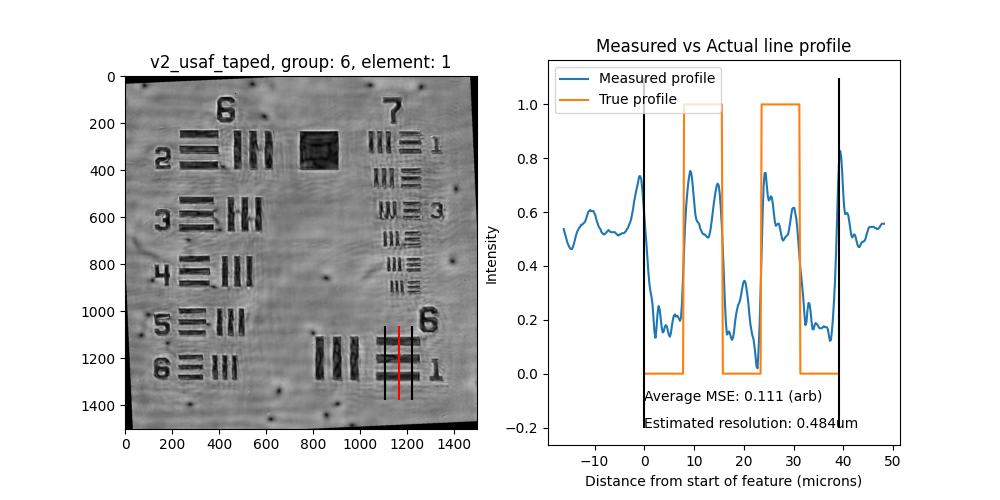 v2_usaf_taped, group: 6, element: 1
0
200
400
600
800
1000
1200
1400
0 200 400 600 800 1000 1200 1400
6 7
2 1
3 3
4
5 6
6 1
Measured vs Actual line profile
Measured profile
True profile
Intensity
1.0
0.8
0.6
0.4
0.2
0.0
−0.2
Average MSE: 0.111 (arb)
Estimated resolution: 0.484um
−10 0 10 20 30 40 50
Distance from start of feature (microns)